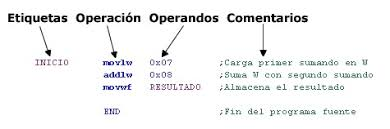 Etiquetas Operación Operandos Comentarios
INICIO movlw 0x07 ;Carga primer sumando en W
addlw 0x08 ;Suma W con segundo sumando
movwf RESULTADO ;Almacena el resultado
END ;Fin del programa fuente